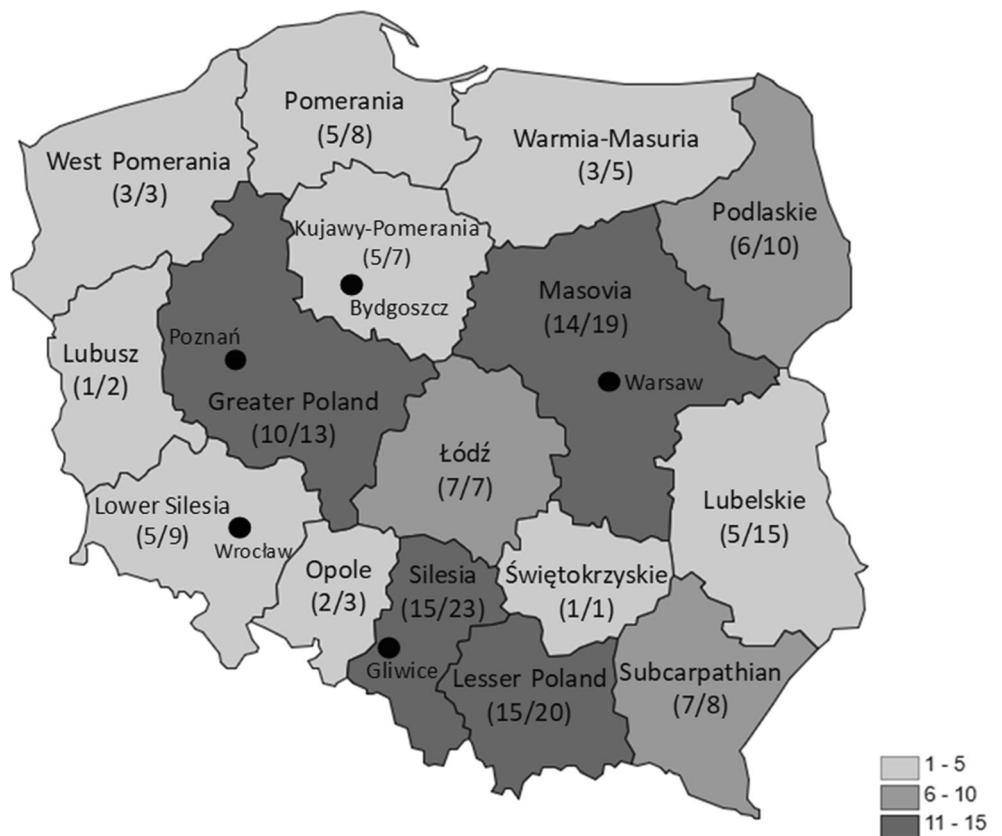 Pomerania
(5/8)
West Pomerania
(3/3)
Warmia-Masuria
(3/5)
Podlaskie
(6/10)
Kujawy-Pomerania
(5/7)
Bydgoszcz
Masovia
(14/19)
Warsaw
Lubusz
(1/2)
Poznań
Greater Poland
(10/13)
Łódź
(7/7)
Lower Silesia
(5/9)
Wrocław
Lubelskie
(5/15)
Opole
(2/3)
Silesia
(15/23)
Gliwice
Świętokrzyskie
(1/1)
Lesser Poland
(15/20)
Subcarpathian
(7/8)
1 - 5
6 - 10
11 - 15